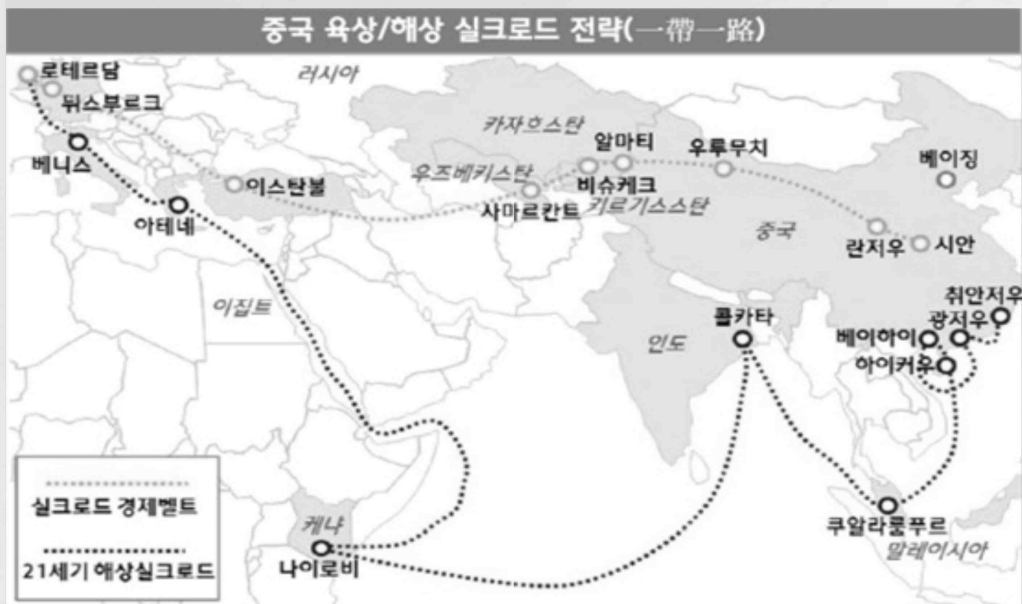 중국 육상/해상 실크로드 전략(一帶一路)
로테르담
러시아
뒤스부르크
카자흐스탄
알마티
우루무치
베니스
베이징
우즈베키스탄
비슈케크
이스탄불
사마르칸트
키르기스스탄
아테네
중국
란저우
시안
이집트
취안저우
콜카타
광저우
인도
베이하이
하이커우
실크로드 경제벨트
케냐
쿠알라룸푸르
21세기 해상실크로드
나이로비
말레이시아